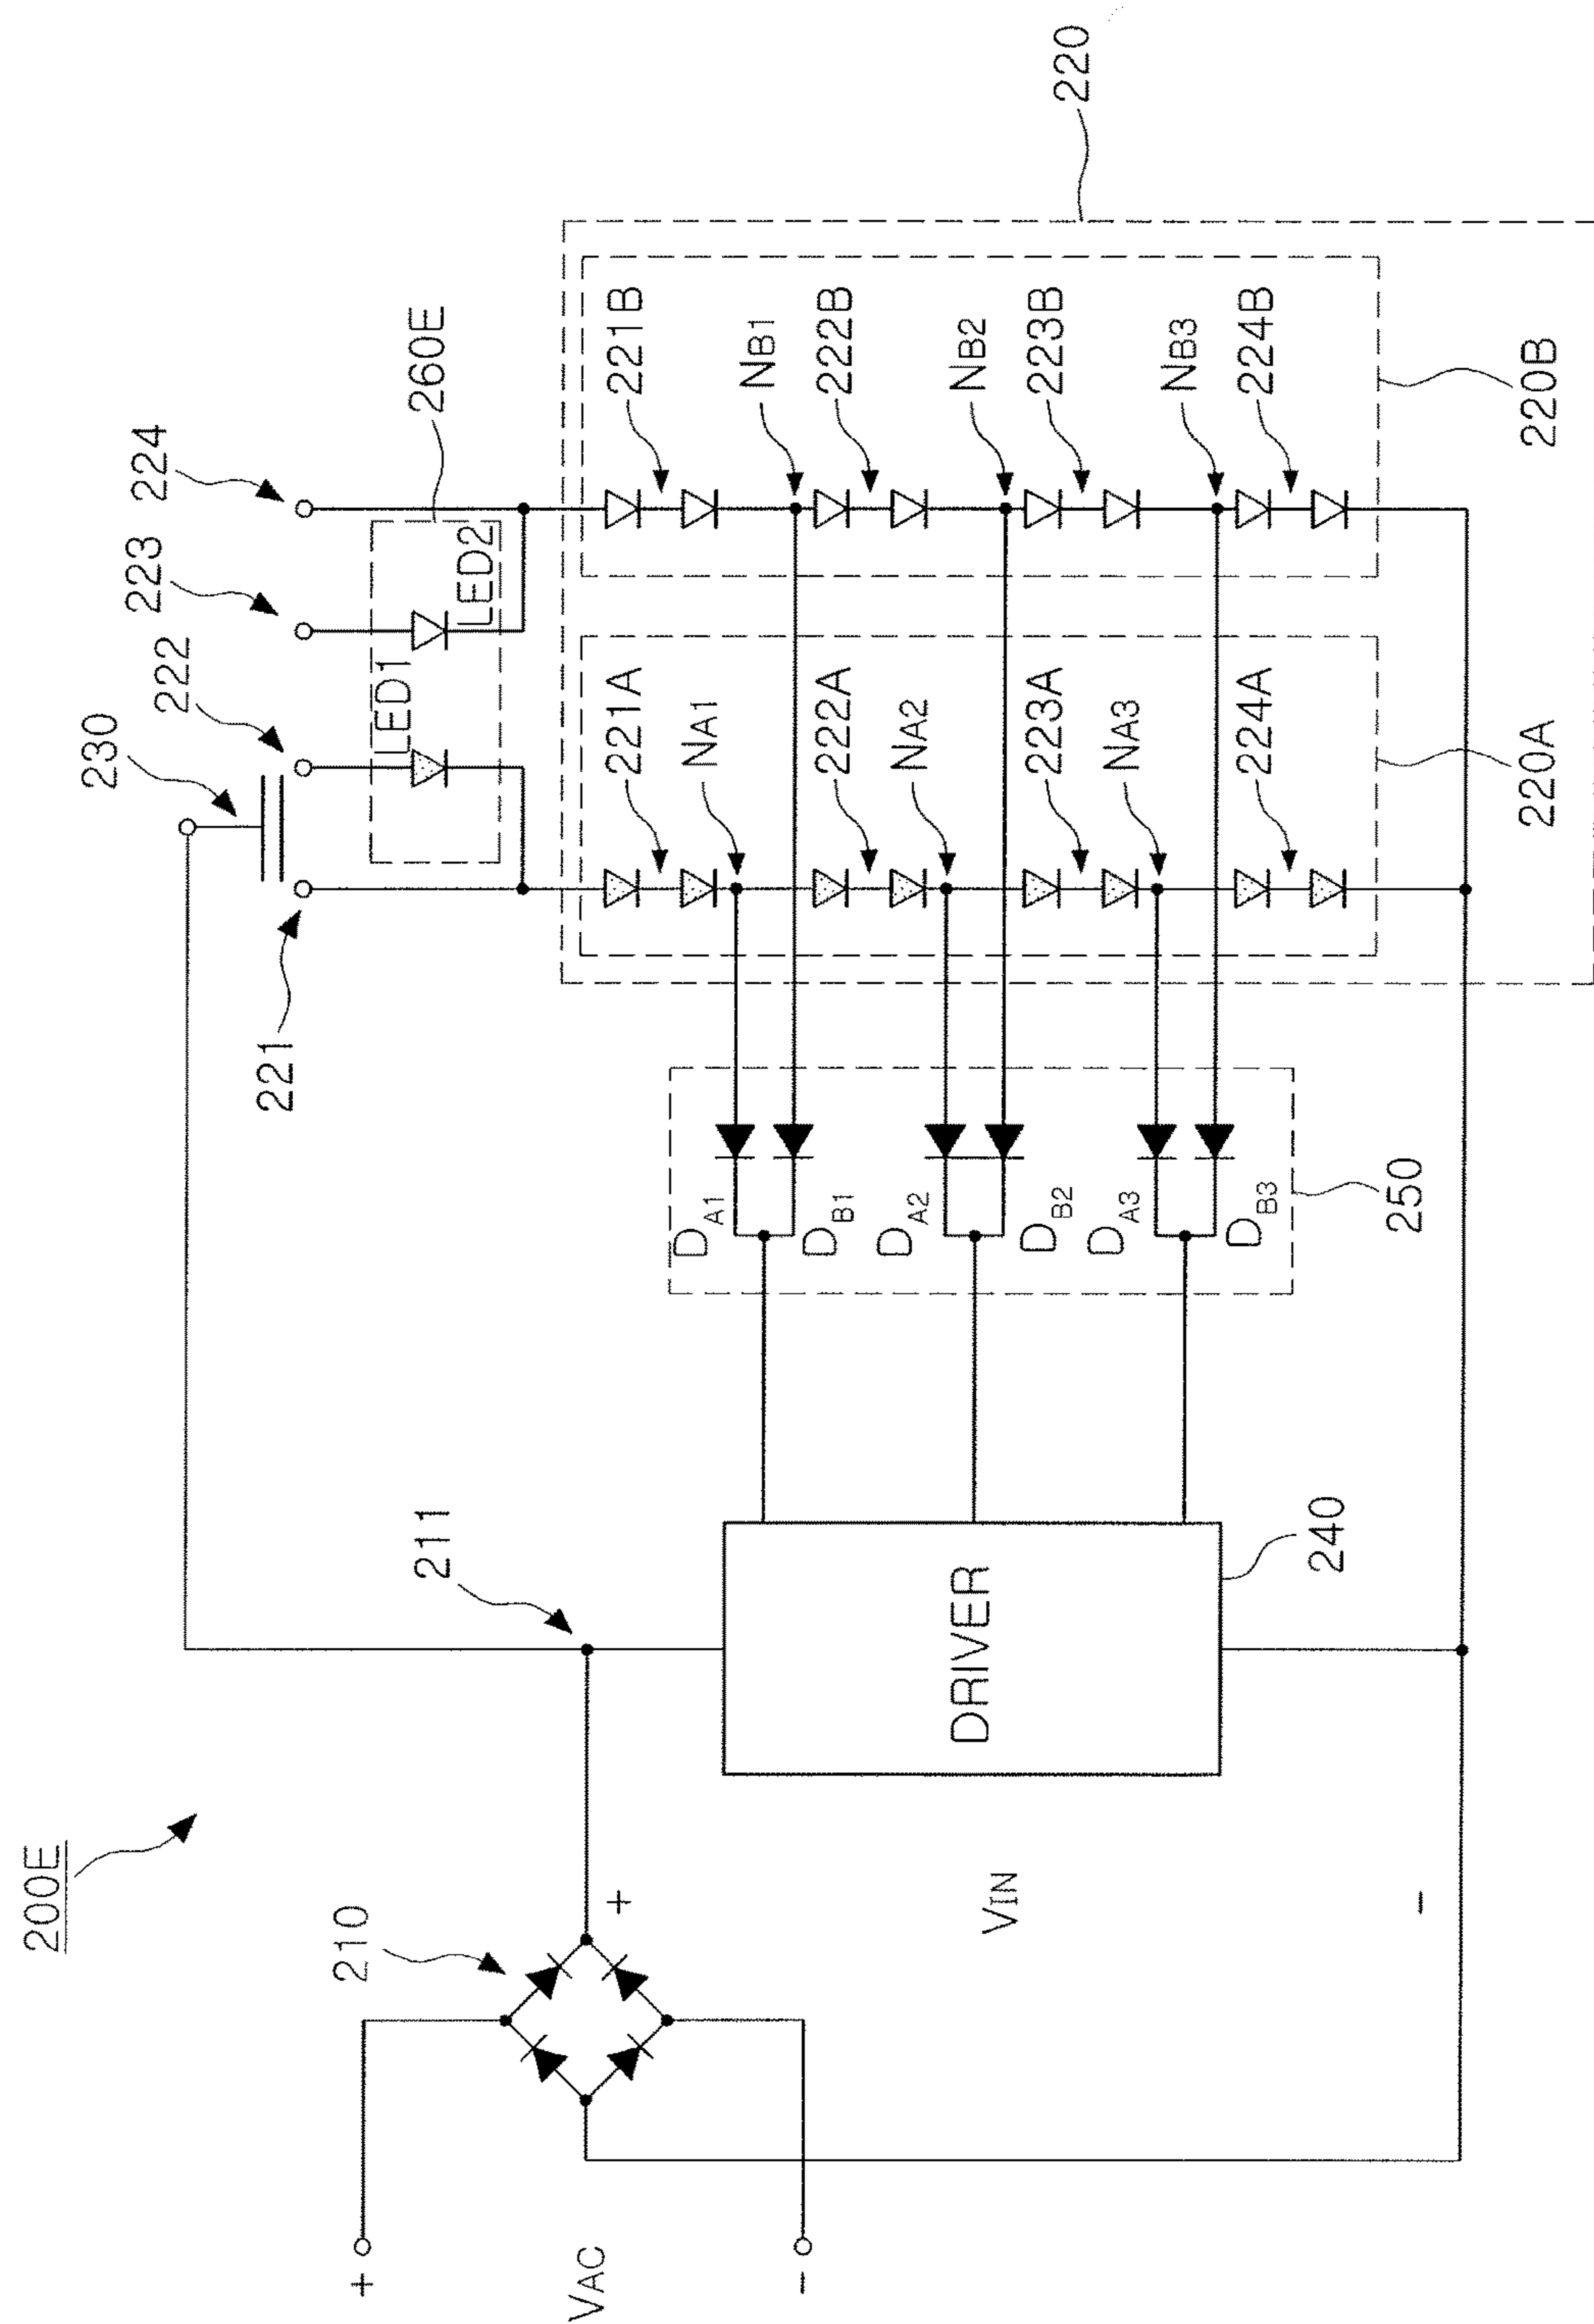 200E
230
222
223
224
221
LED1
LED2
260E
211
210
+
VAC
-
+
VIN
-
DRIVER
240
DA1
DB1
DA2
DB2
DA3
DB3
250
221A
NA1
222A
NA2
223A
NA3
224A
220A
221B
NB1
222B
NB2
223B
NB3
224B
220B
220